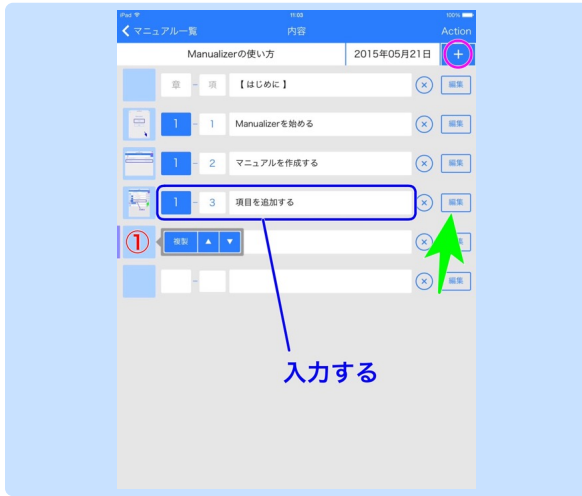 iPad 11:03 100%
マニュアル一覧 内容 Action
Manualizerの使い方 2015年05月21日 +
章 - 項 【はじめに】 × 編集
1 - 1 Manualizerを始める × 編集
1 - 2 マニュアルを作成する × 編集
1 - 3 項目を追加する × 編集
① 複製 ▲ ▼ ×
- × 編集
入力する